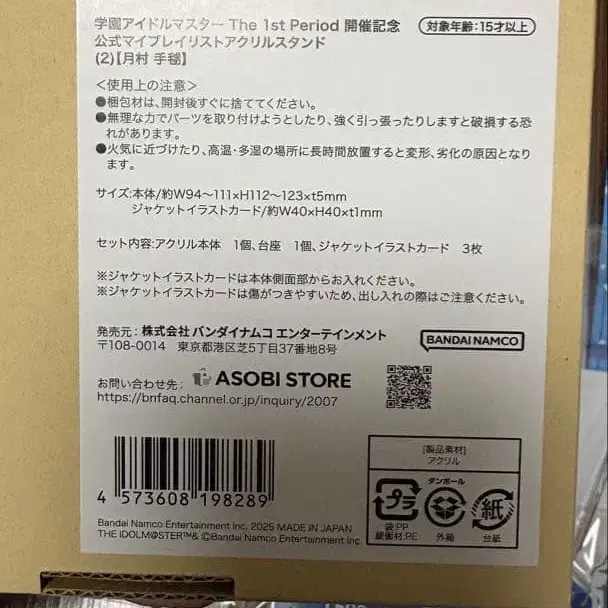 学園アイドルマスター The 1st Period 開催記念
対象年齢:15才以上
公式マイプレイリストアクリルスタンド
(2)【月村 手毬】
<使用上の注意>
●梱包材は、開封後すぐに捨ててください。
●無理な力でパーツを取り付けようとしたり、強く引っ張ったりしますと破損する恐
れがあります。
●火気に近づけたり、高温・多湿の場所に長時間放置すると変形、劣化の原因となり
ます。
サイズ:本体/約W94〜111×H112〜123×t5mm
ジャケットイラストカード/約W40×H40×t1mm
セット内容:アクリル本体 1個、台座 1個、ジャケットイラストカード 3枚
※ジャケットイラストカードは本体側面部からお入れください。
※ジャケットイラストカードは傷がつきやすいため、出し入れの際はご注意ください。
発売元:株式会社 バンダイナムコ エンターテインメント
〒108-0014 東京都港区芝5丁目37番地8号
BANDAI NAMCO
お問い合わせ先: ASOBI STORE
https://bnfaq.channel.or.jp/inquiry/2007
[製品素材]
アクリル
4 573608 198289
プラ
袋:PP
緩衝材:PE
ダンボール
外箱
紙
台紙
Bandai Namco Entertainment Inc. 2025 MADE IN JAPAN
THE IDOLM@STER™& ©Bandai Namco Entertainment Inc.